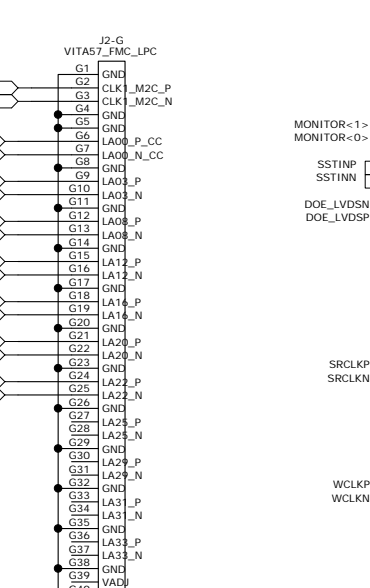 J2-G
VITA57_FMC_LPC
G1 GND
G2 CLK1_M2C_P
G3 CLK1_M2C_N
G4 GND
G5 GND
G6 LA00_P_CC
G7 LA00_N_CC
G8 GND
G9 LA03_P
G10 LA03_N
G11 GND
G12 LA08_P
G13 LA08_N
G14 GND
G15 LA12_P
G16 LA12_N
G17 GND
G18 LA16_P
G19 LA16_N
G20 GND
G21 LA20_P
G22 LA20_N
G23 GND
G24 LA22_P
G25 LA22_N
G26 GND
G27 LA25_P
G28 LA25_N
G29 GND
G30 LA29_P
G31 LA29_N
G32 GND
G33 LA31_P
G34 LA31_N
G35 GND
G36 LA33_P
G37 LA33_N
G38 GND
G39 VADJ
MONITOR<1>
MONITOR<0>
SSTINP
SSTINN
DOE_LVDSN
DOE_LVDSP
SRCLKP
SRCLKN
WCLKP
WCLKN